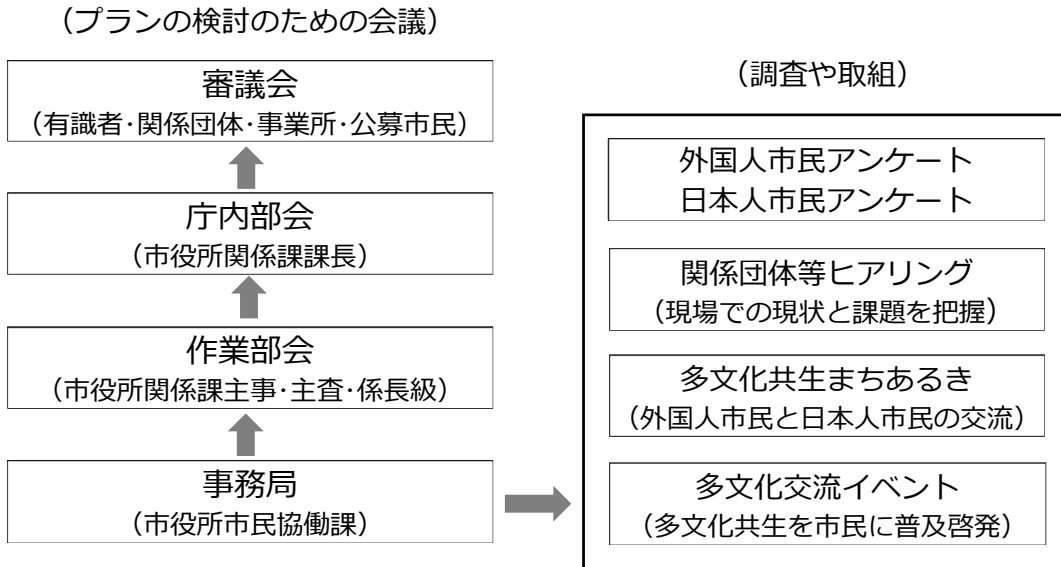 （プランの検討のための会議）
審議会
（有識者･関係団体･事業所･公募市民）
庁内部会
（市役所関係課課長）
作業部会
（市役所関係課主事･主査･係長級）
事務局
（市役所市民協働課）
（調査や取組）
外国人市民アンケート
日本人市民アンケート
関係団体等ヒアリング
（現場での現状と課題を把握）
多文化共生まちあるき
（外国人市民と日本人市民の交流）
多文化交流イベント
（多文化共生を市民に普及啓発）